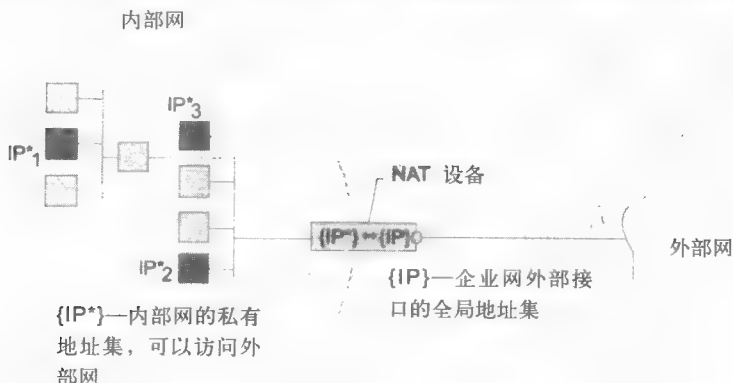 内部网
IP*3
IP*1
NAT 设备
{IP*}↔{IP}
外部网
IP*2
{IP}—企业网外部接
口的全局地址集
{IP*}—内部网的私有
地址集，可以访问外
部网